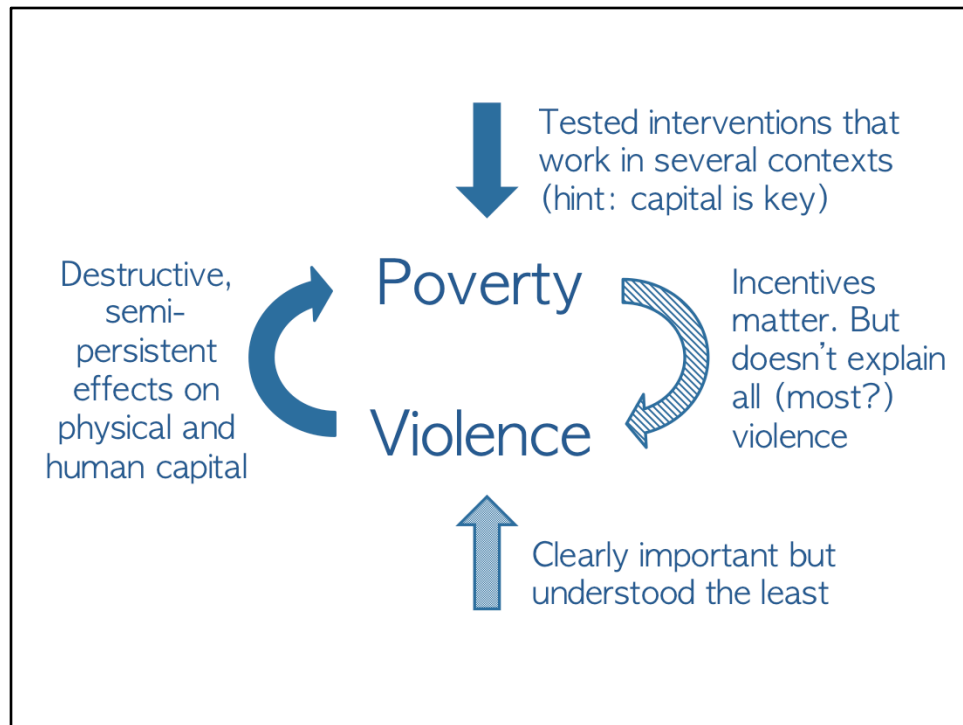 Tested interventions that
work in several contexts
(hint: capital is key)
Poverty
Destructive,
semi-
persistent
effects on
physical and
human capital
Incentives
matter. But
doesn't explain
all (most?)
violence
Violence
Clearly important but
understood the least